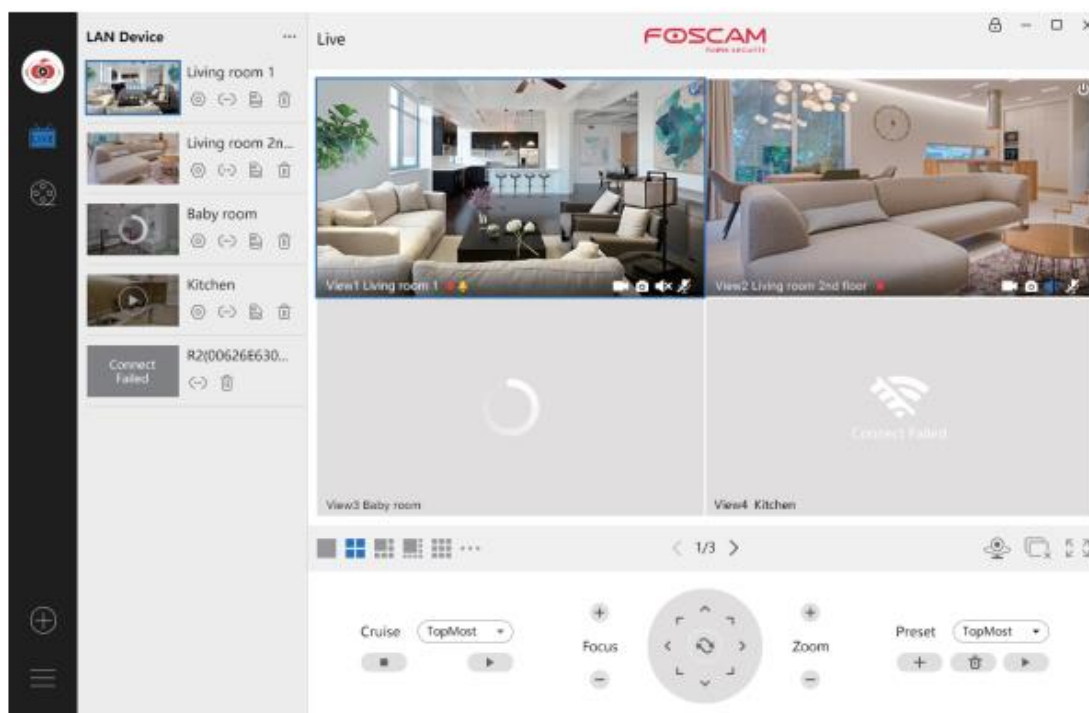 LAN Device
Live
FOSCAM
Living room 1
Living room 2n...
Baby room
Kitchen
Connect
Failed
R2(00626E630...
View1 Living room 1
View2 Living room 2nd floor
Connect Failed
View3 Baby room
View4 Kitchen
1/3
Cruise
TopMost
Focus
Zoom
Preset
TopMost